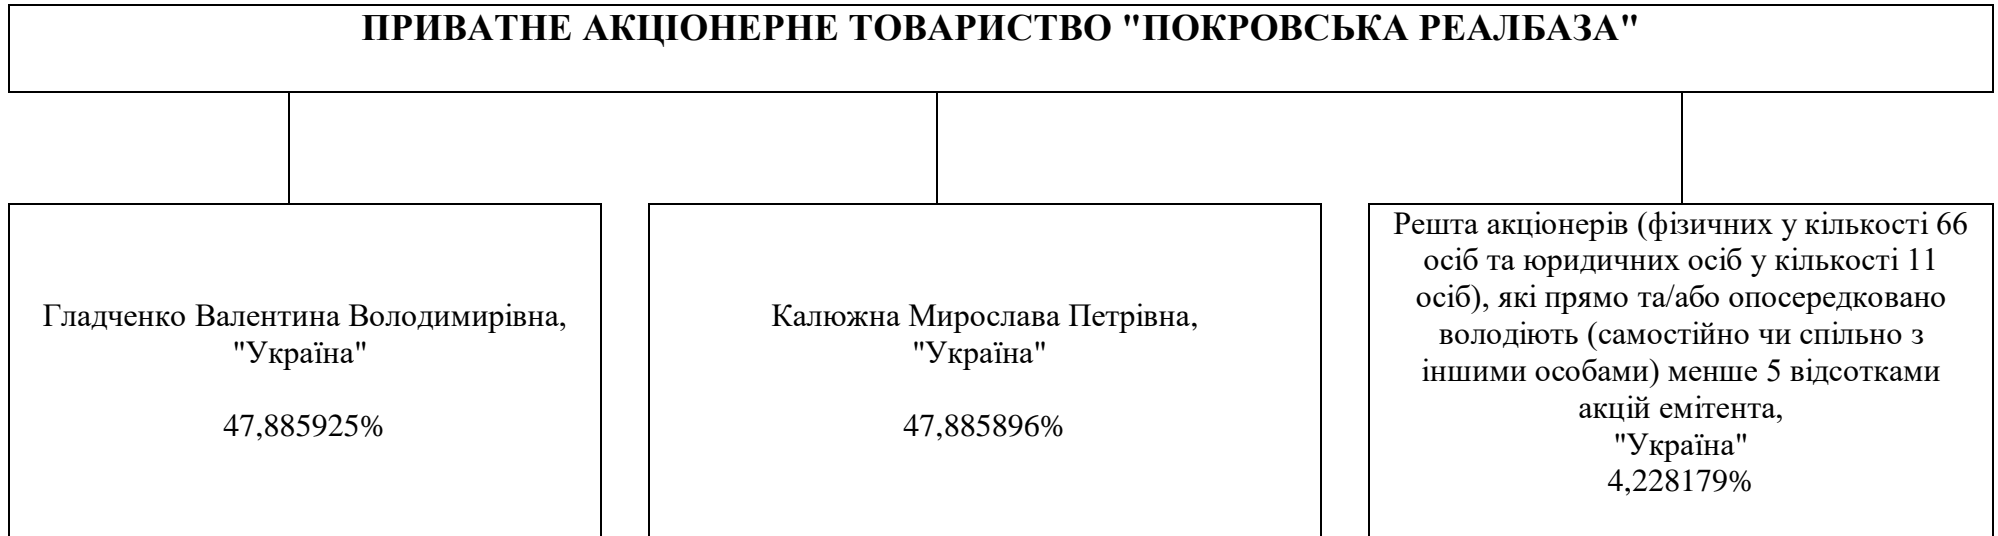 ПРИВАТНЕ АКЦІОНЕРНЕ ТОВАРИСТВО "ПОКРОВСЬКА РЕАЛБАЗА"
Гладченко Валентина Володимирівна,
"Україна"
47,885925%
Калюжна Мирослава Петрівна,
"Україна"
47,885896%
Решта акціонерів (фізичних у кількості 66
осіб та юридичних осіб у кількості 11
осіб), які прямо та/або опосередковано
володіють (самостійно чи спільно з
іншими особами) менше 5 відсотками
акцій емітента,
"Україна"
4,228179%